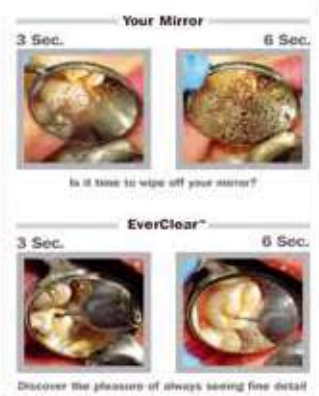 Your Mirror
3 Sec. 6 Sec.
Is it time to wipe off your mirror?
EverClear™
3 Sec. 6 Sec.
Discover the pleasure of always seeing fine detail